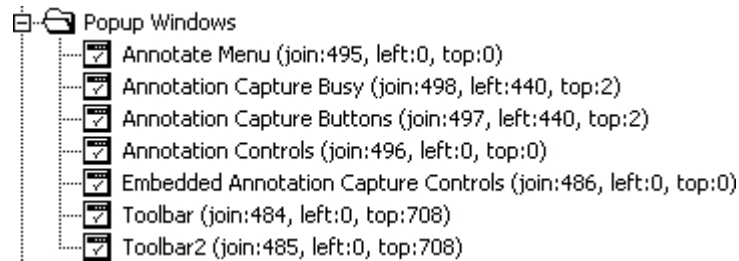 Popup Windows
Annotate Menu (join:495, left:0, top:0)
Annotation Capture Busy (join:498, left:440, top:2)
Annotation Capture Buttons (join:497, left:440, top:2)
Annotation Controls (join:496, left:0, top:0)
Embedded Annotation Capture Controls (join:486, left:0, top:0)
Toolbar (join:484, left:0, top:708)
Toolbar2 (join:485, left:0, top:708)